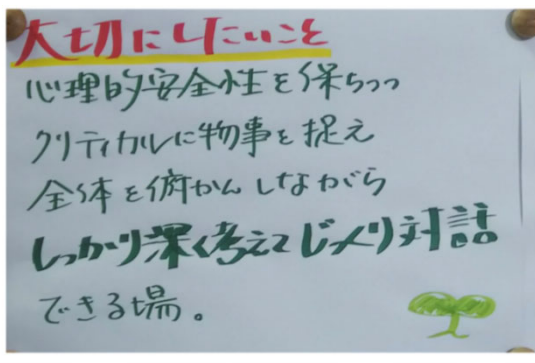 大切にしたいこと
心理的安全性を保ちつつ
クリティカルに物事を捉え
全体を俯かんしながら
しっかり深く考えてじっくり対話
できる場。